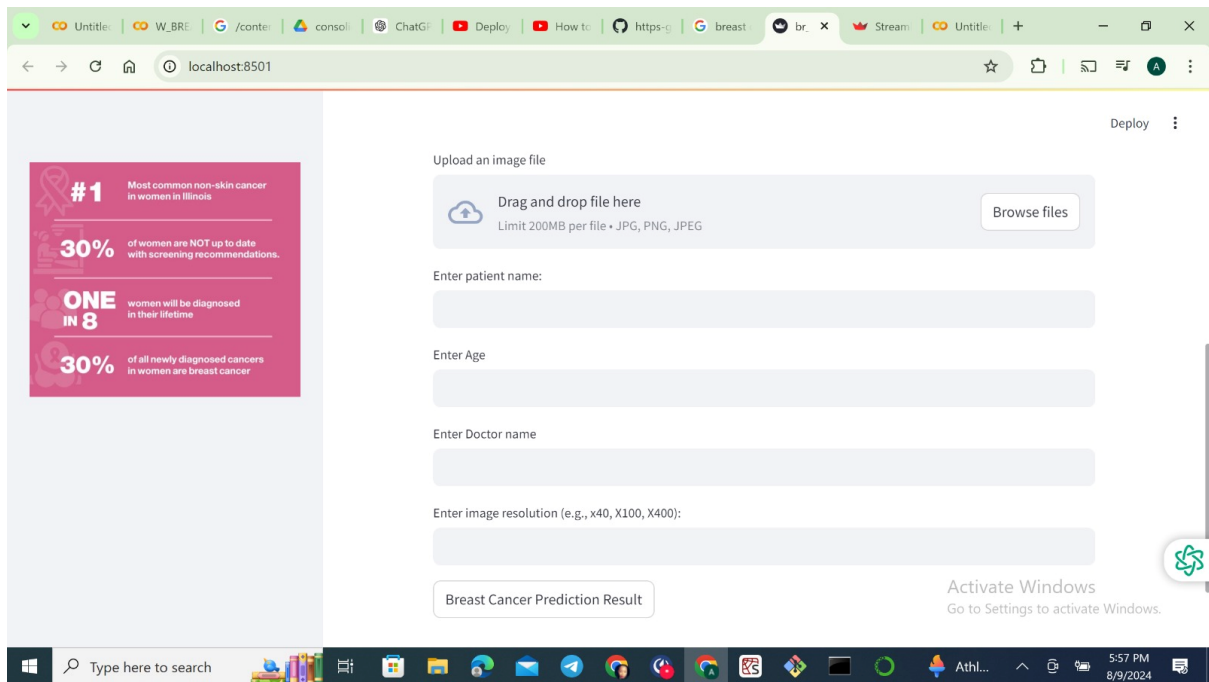 Untitled
W_BRE
/conte
consoli
ChatGP
Deploy
How to
https-g
breast
br_
Stream
Untitled
localhost:8501
A
Deploy
#1 Most common non-skin cancer
in women in Illinois
30% of women are NOT up to date
with screening recommendations.
ONE
IN 8
women will be diagnosed
in their lifetime
30% of all newly diagnosed cancers
in women are breast cancer
Upload an image file
Drag and drop file here
Limit 200MB per file • JPG, PNG, JPEG
Browse files
Enter patient name:
Enter Age
Enter Doctor name
Enter image resolution (e.g., x40, X100, X400):
Breast Cancer Prediction Result
Activate Windows
Go to Settings to activate Windows.
Type here to search
Athl...
5:57 PM
8/9/2024